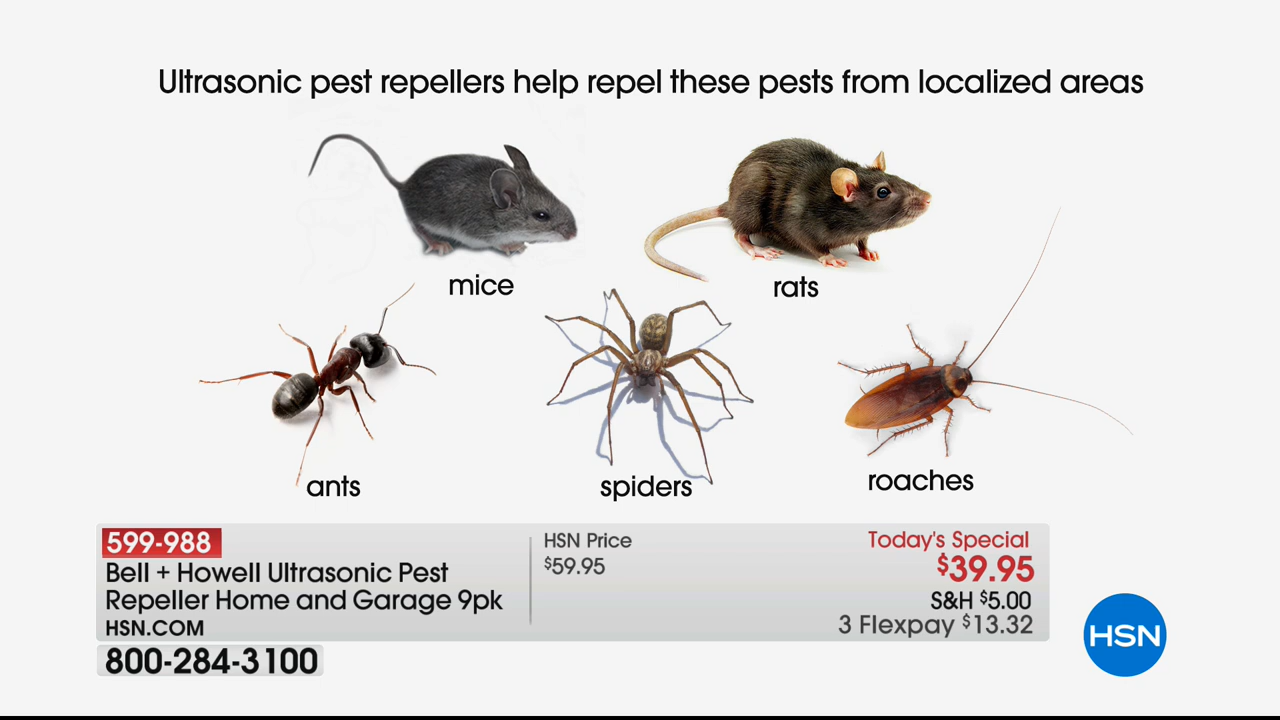 Ultrasonic pest repellers help repel these pests from localized areas
mice
rats
ants
spiders
roaches
599-988
Bell + Howell Ultrasonic Pest
Repeller Home and Garage 9pk
HSN.COM
800-284-3100
HSN Price
$59.95
Today's Special
$39.95
S&H $5.00
3 Flexpay $13.32
HSN